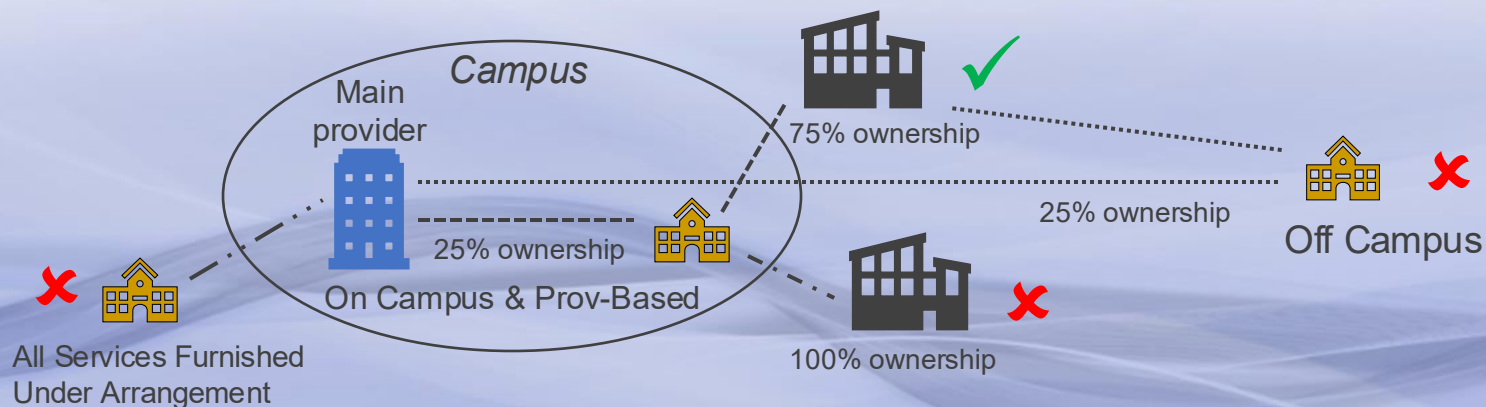 Campus
Main
provider
75% ownership
25% ownership
25% ownership
Off Campus
On Campus & Prov-Based
All Services Furnished
Under Arrangement
100% ownership